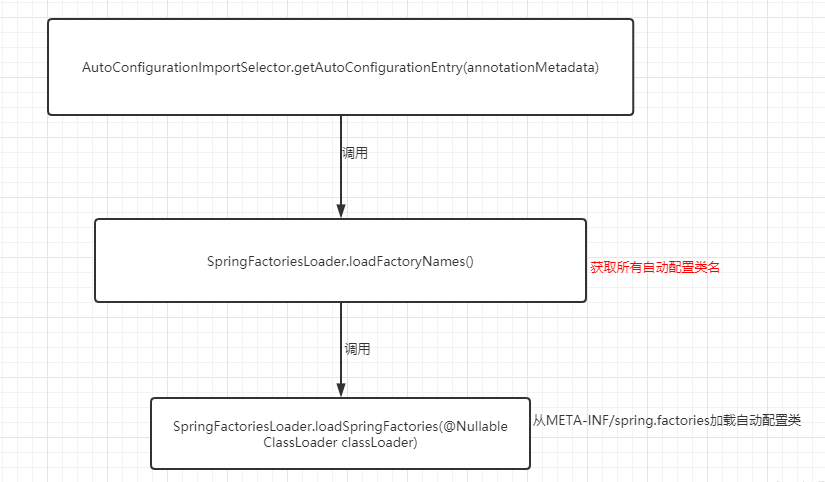 AutoConfigurationImportSelector.getAutoConfigurationEntry(annotationMetadata)
调用
SpringFactoriesLoader.loadFactoryNames()
获取所有自动配置类名
调用
SpringFactoriesLoader.loadSpringFactories(@Nullable
ClassLoader classLoader)
从META-INF/spring.factories加载自动配置类